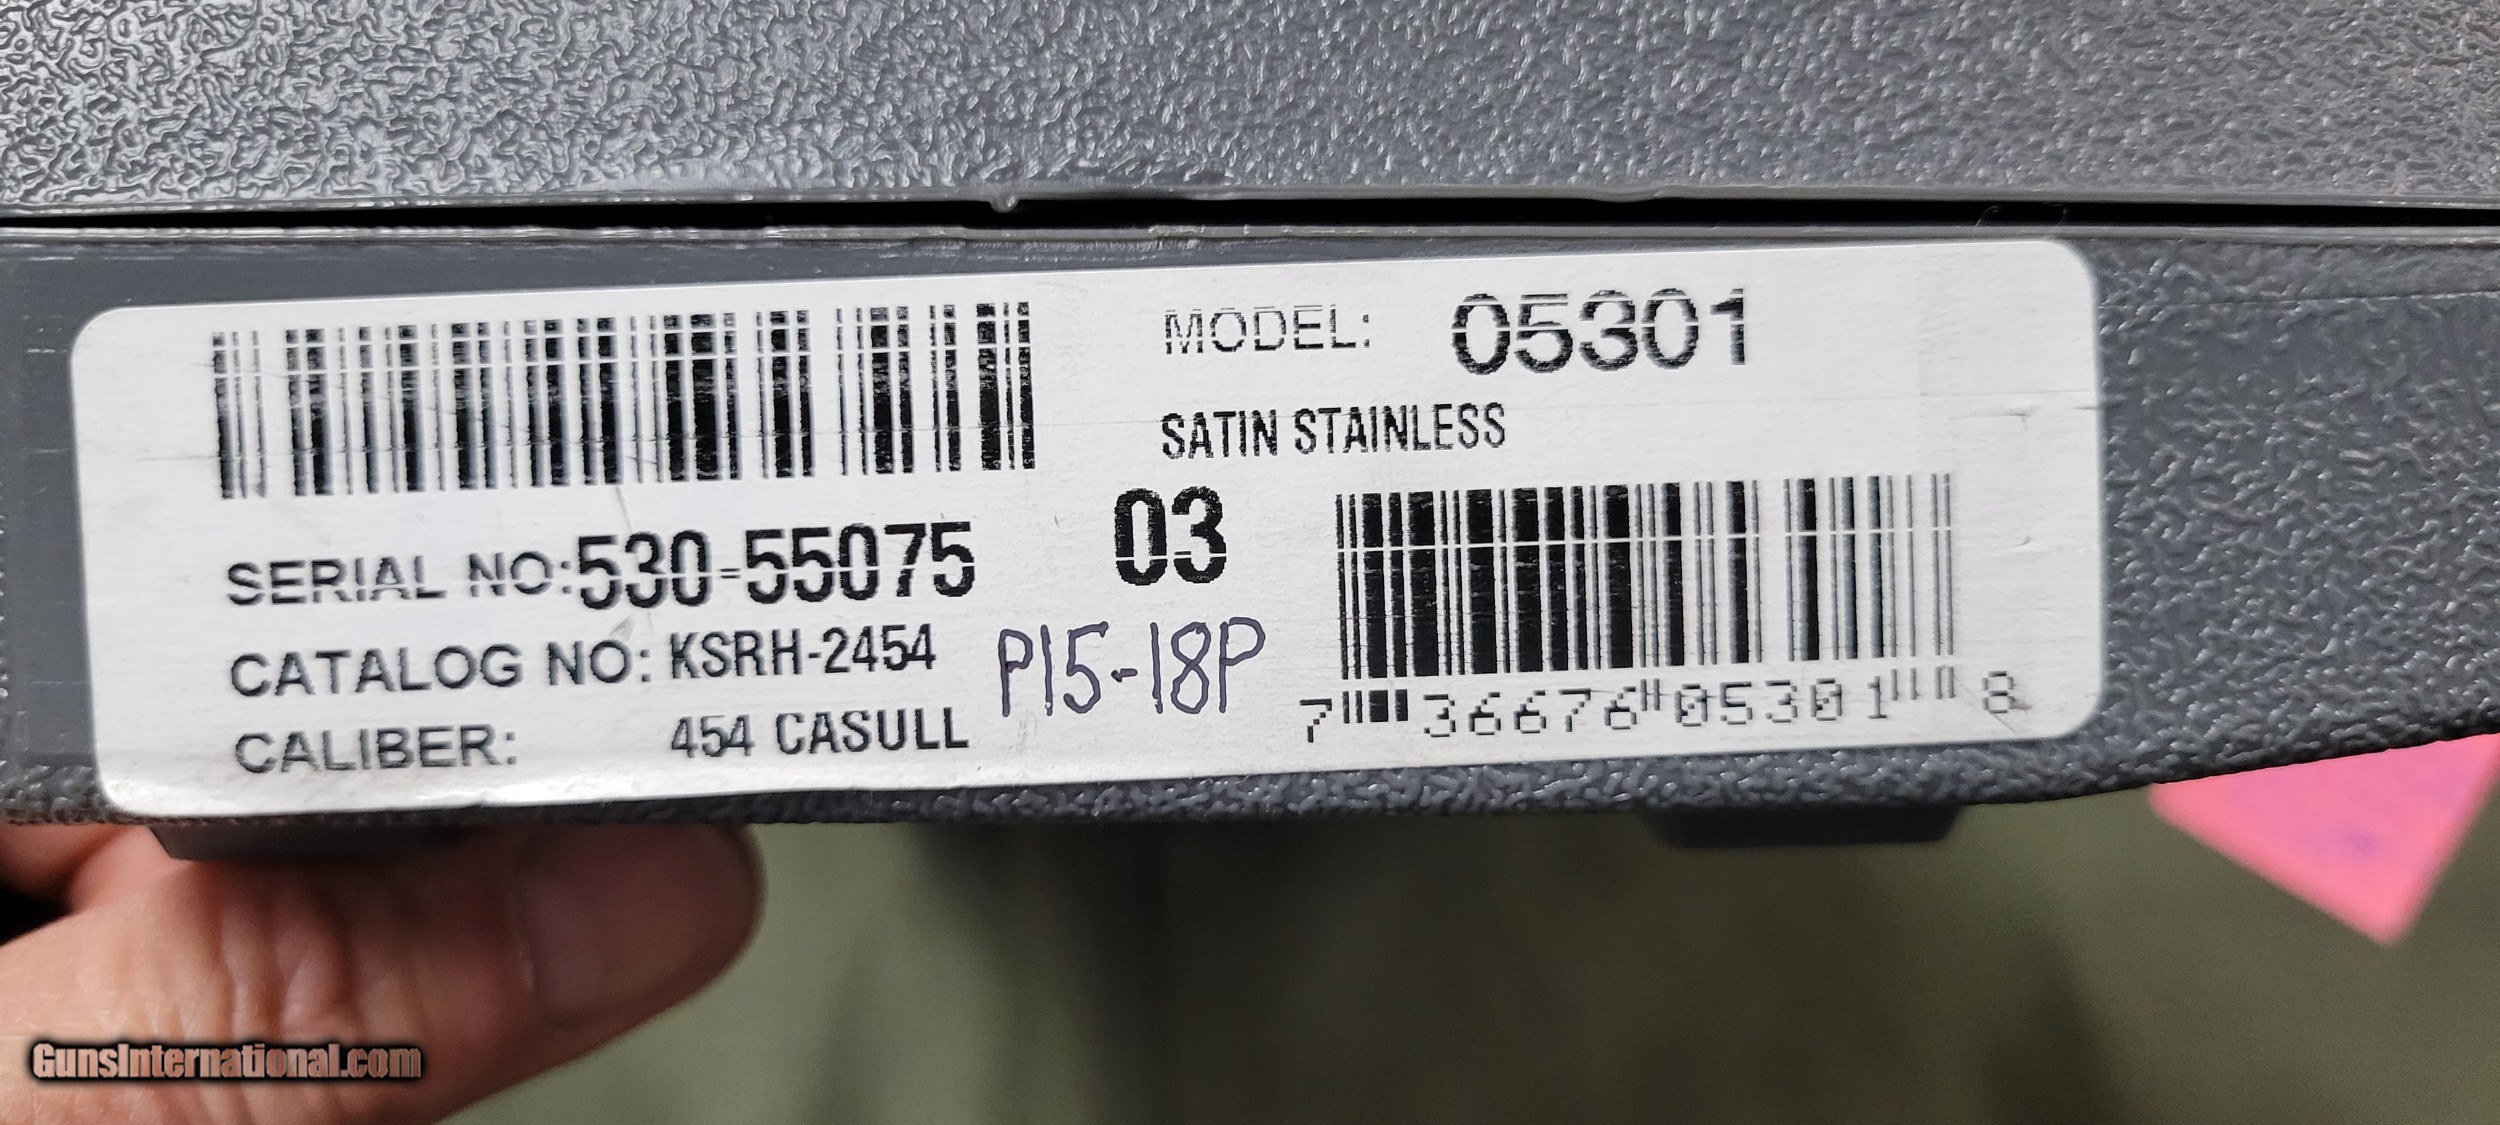 MODEL: 05301
SATIN STAINLESS
03
SERIAL NO:530-55075
CATALOG NO: KSRH-2454
P15-18P
CALIBER: 454 CASULL
7 36676 05301 8
GunsInternational.com